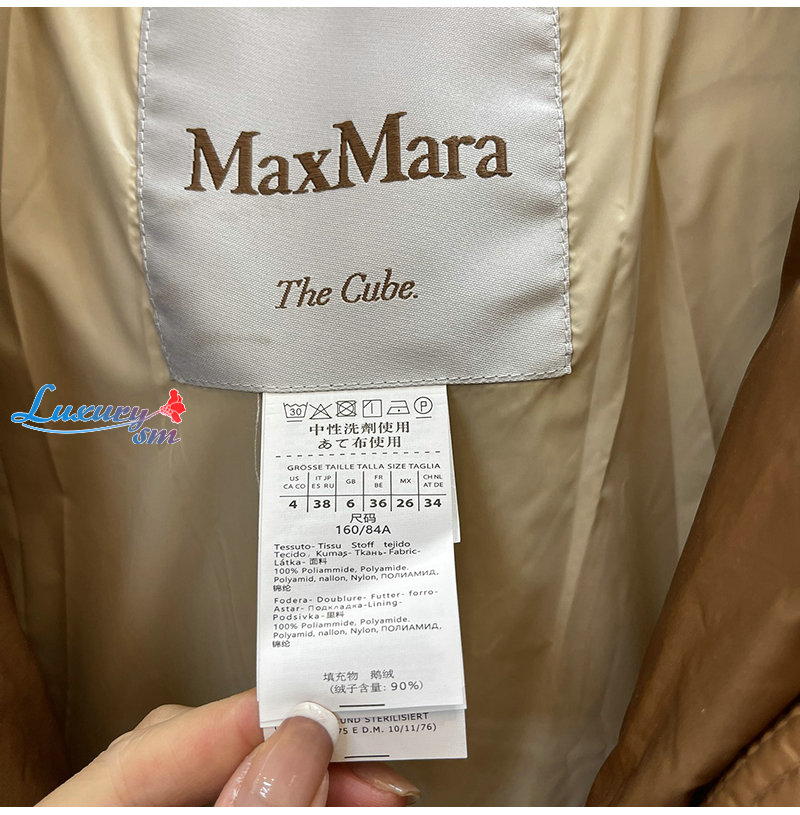 MaxMara
The Cube.
Luxury
sm
30
P
中性洗劑使用
あて布使用
GRÖSSE TAILLE TALLA SIZE TAGLIA
US CA CO IT JP ES RU GB FR BE MX CH NL AT DE
4 38 6 36 26 34
尺码
160/84A
Tessuto- Tissu Stoff tejido
Tecido, Kumaş- Ткань- Fabric-
Látka- 面料
100% Poliammide, Polyamide.
Polyamid, nallon, Nylon, ПОЛИАМИД,
锦纶
Fodera- Doublure- Futter- forro-
Astar- Подкладка-Lining-
Podsivka- 里料
100% Poliammide, Polyamide.
Polyamid, nallon, Nylon, ПОЛИАМИД,
锦纶
填充物 鹅绒
(绒子含量: 90%)
UND STERILISIERT
75 E D.M. 10/11/76)